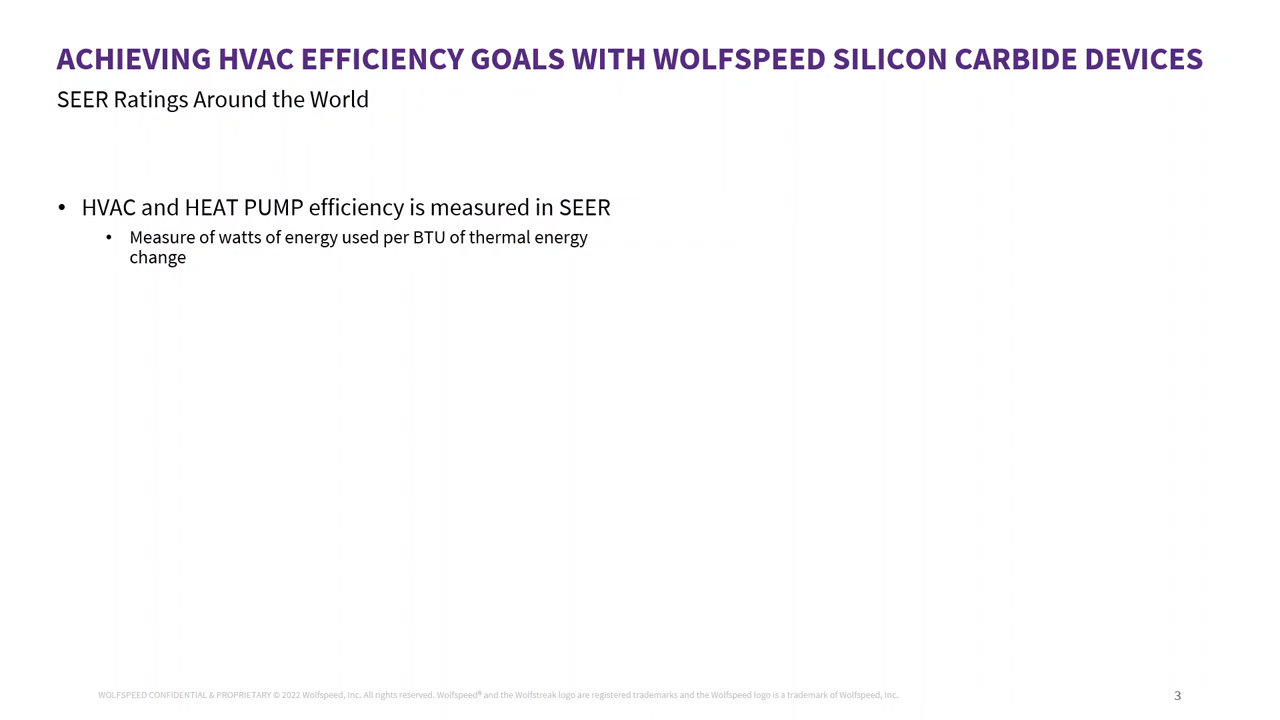 ACHIEVING HVAC EFFICIENCY GOALS WITH WOLFSPEED SILICON CARBIDE DEVICES
SEER Ratings Around the World
• HVAC and HEAT PUMP efficiency is measured in SEER
• Measure of watts of energy used per BTU of thermal energy
change
WOLFSPEED CONFIDENTIAL & PROPRIETARY © 2022 Wolfspeed, Inc. All rights reserved. Wolfspeed® and the Wolfstreak logo are registered trademarks and the Wolfspeed logo is a trademark of Wolfspeed, Inc.
3